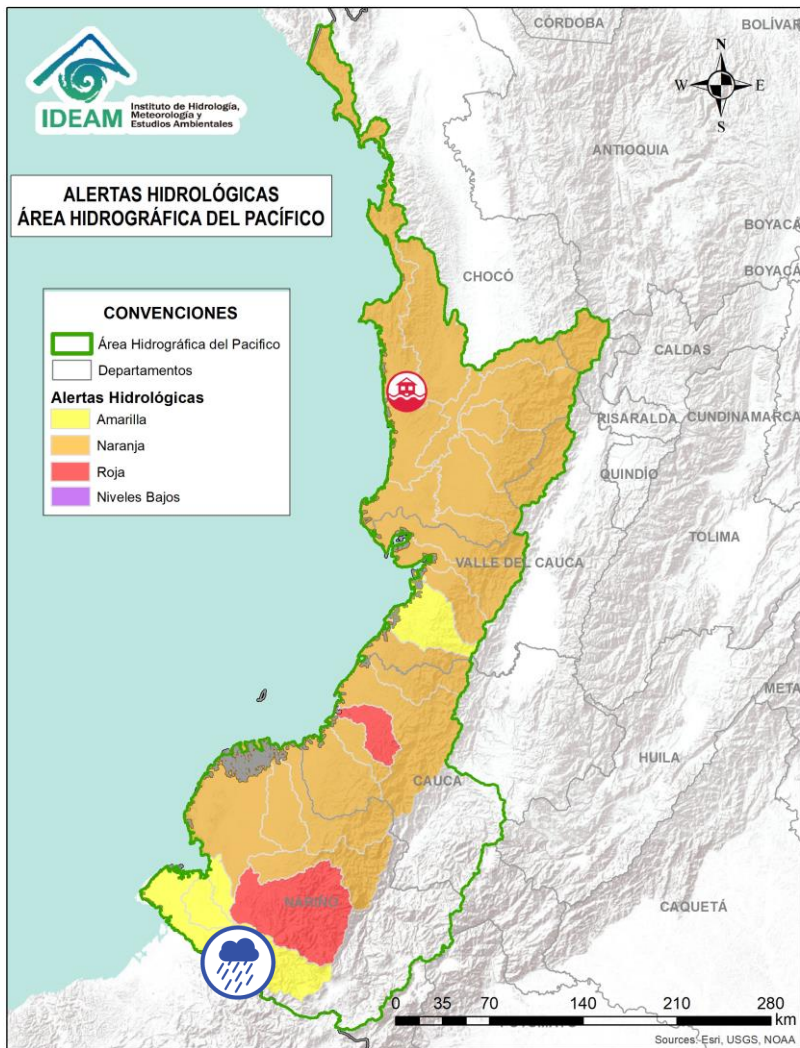 IDEAM
Instituto de Hidrología,
Meteorología y
Estudios Ambientales
ALERTAS HIDROLÓGICAS
ÁREA HIDROGRÁFICA DEL PACÍFICO
CONVENCIONES
Área Hidrográfica del Pacifico
Departamentos
Alertas Hidrológicas
Amarilla
Naranja
Roja
Niveles Bajos
N
W E
S
CÓRDOBA
BOLÍVAR
ANTIOQUIA
BOYACÁ
BOYACÁ
CHOCÓ
CALDAS
RISARALDA
CUNDINAMARCA
QUINDÍO
TOLIMA
VALLE DEL CAUCA
META
HUILA
CAUCA
NARIÑO
CAQUETÁ
0 35 70 140 210 280
km
Sources: Esri, USGS, NOAA